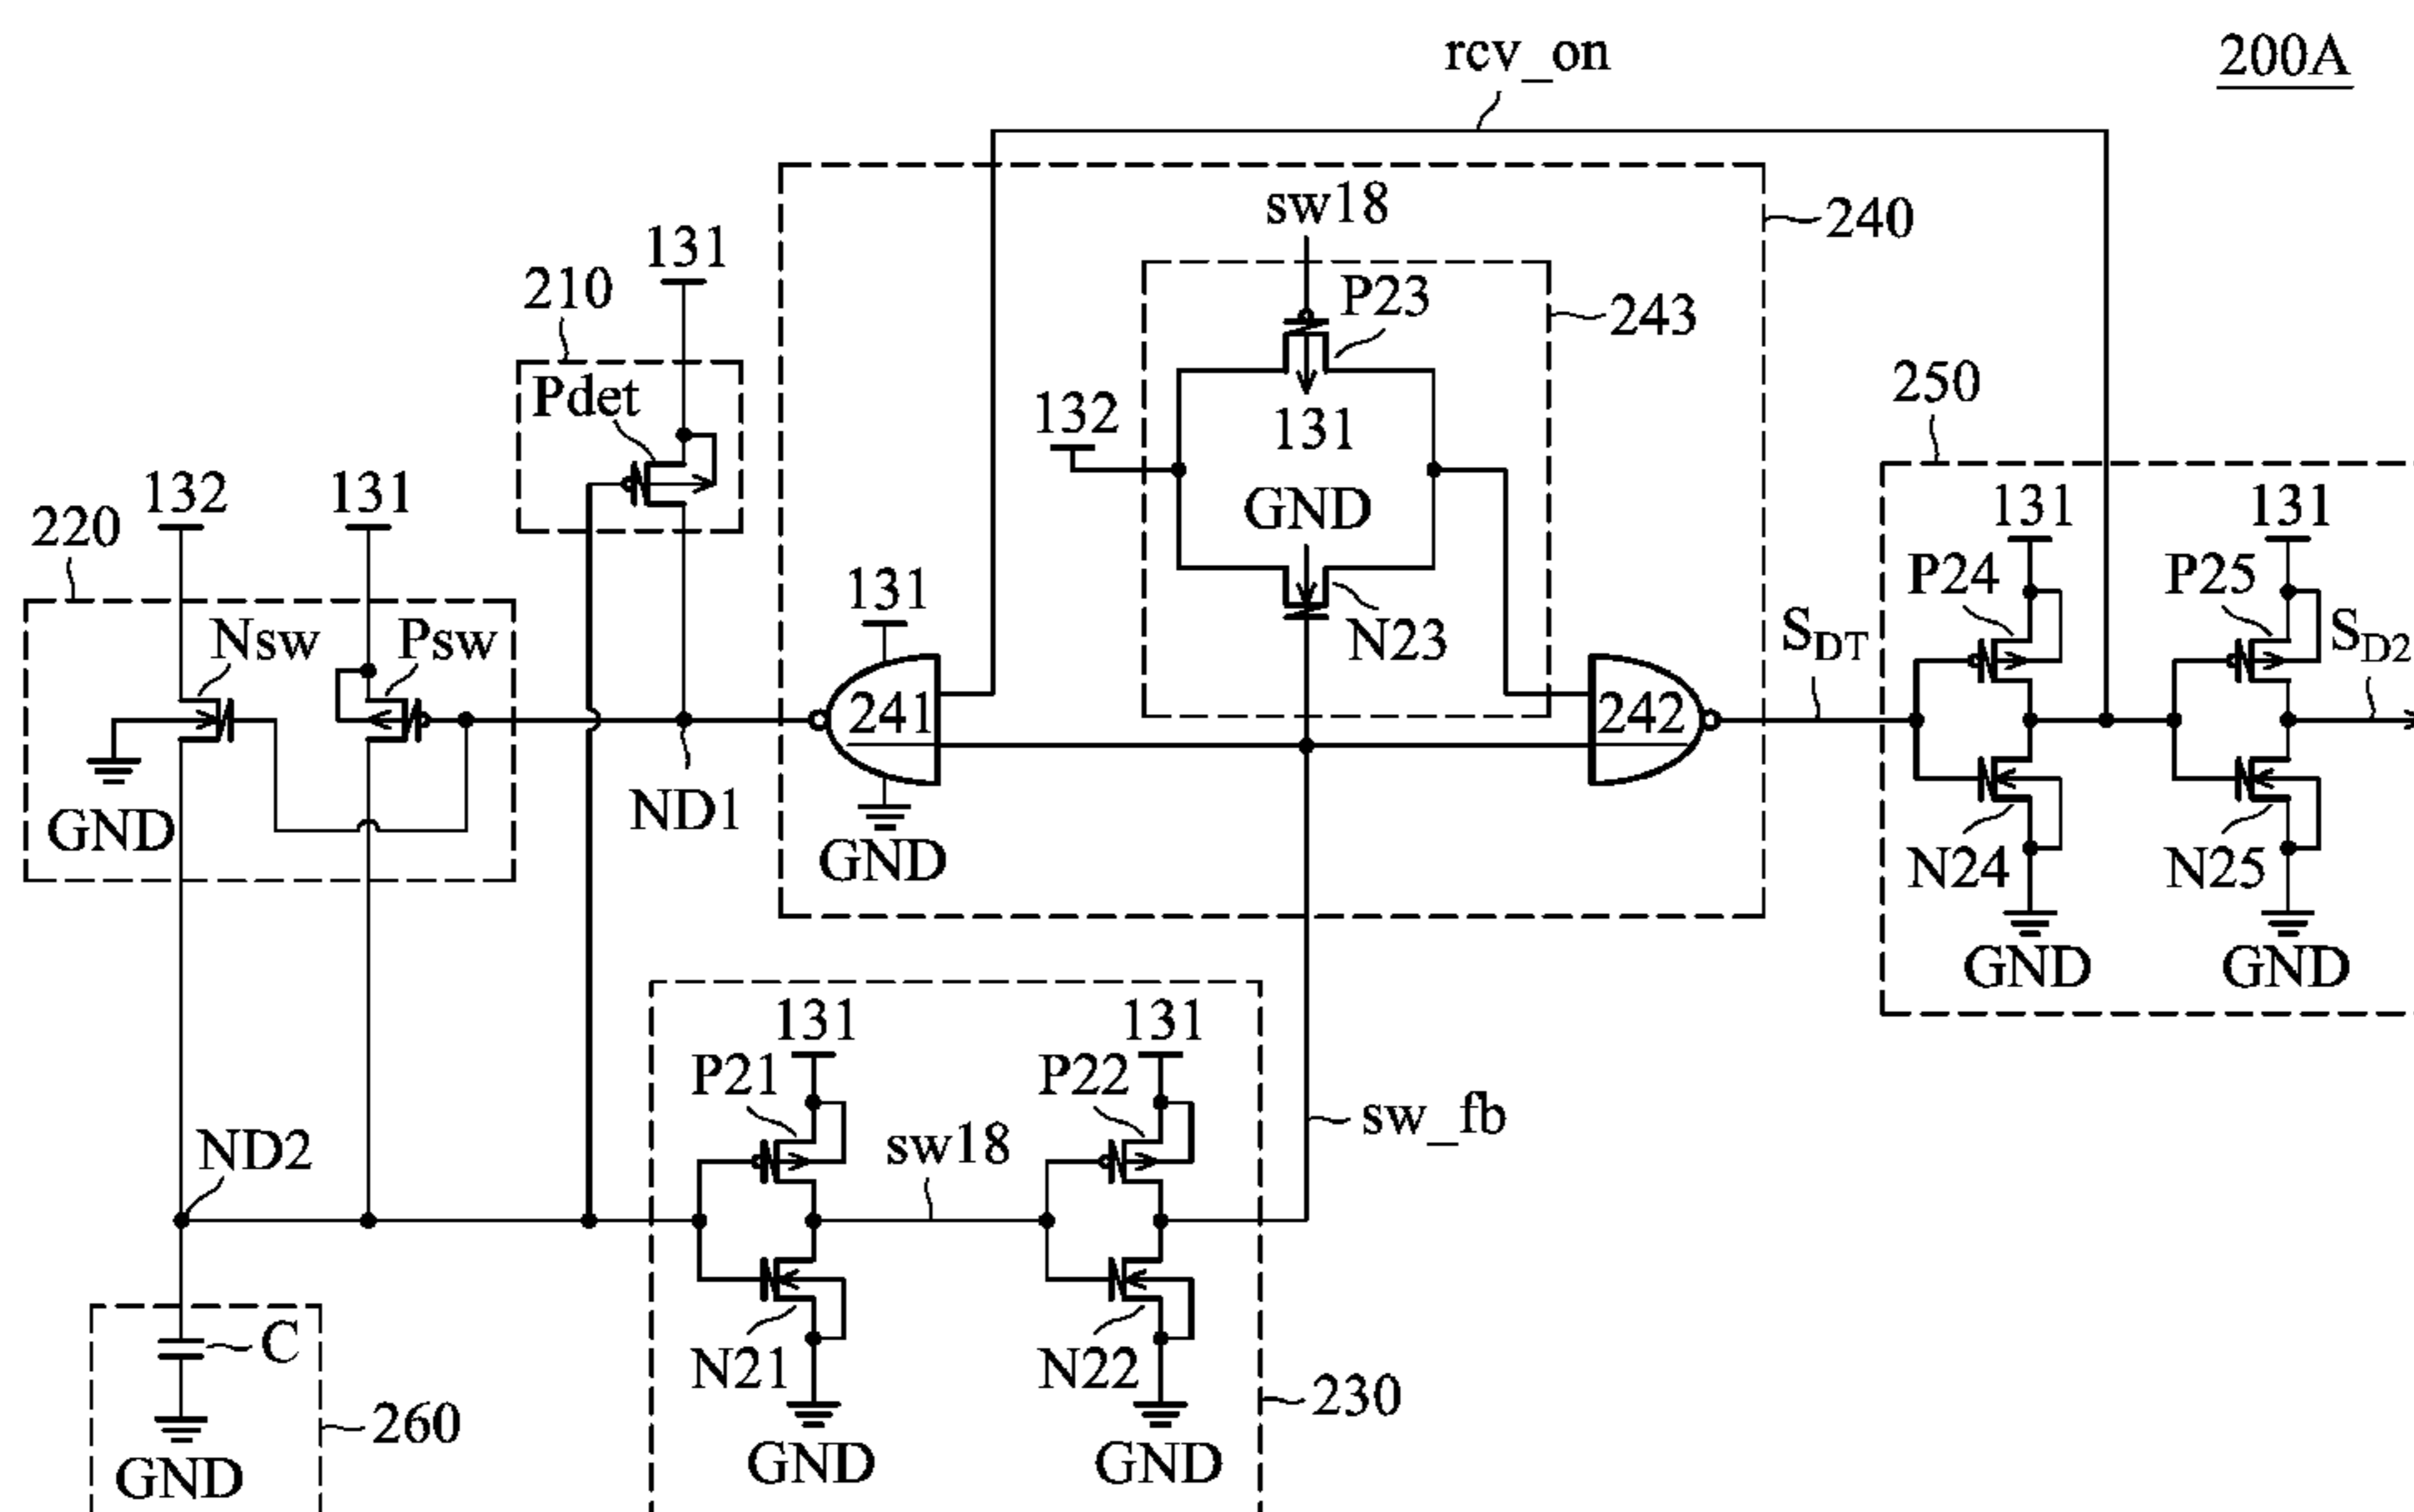 rcv_on
200A
sw18
240
131
P23
210
243
Pdet
131
250
132
132
131
GND
131
131
220
P24
P25
131
Nsw
Psw
N23
SDT
SD2
241
242
GND
ND1
GND
N24
N25
GND
GND
131
131
P21
P22
sw_fb
ND2
sw18
C
N21
N22
230
260
GND
GND
GND